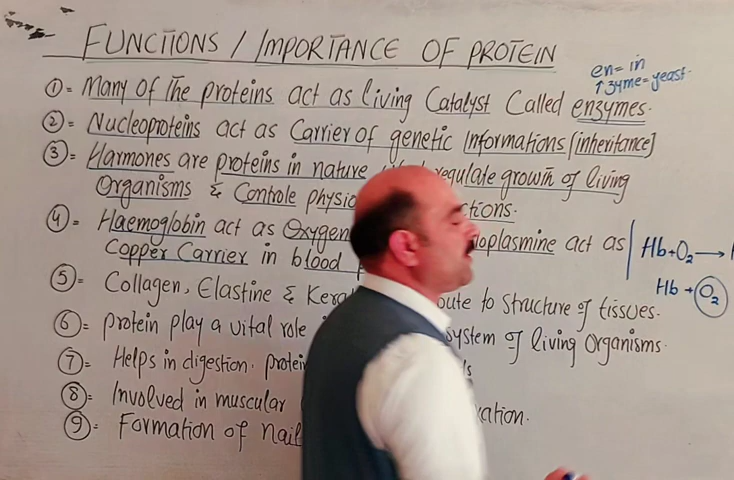 FUNCTIONS / IMPORTANCE OF PROTEIN
en= in
↑ zyme=yeast.
①= Many of The proteins act as living Catalyst Called enzymes.
②= Nucleoproteins act as Carrier of genetic Informations [inheritance]
③= Harmones are proteins in nature regulate growth of living
Organisms & Controle physio ctions.
④= Haemoglobin act as Oxygen oplasmine act as
Copper Carrier in blood
Hb+O₂ →
Hb + O₂
⑤= Collagen, Elastine & Kera oute to Structure of tissues.
⑥= protein play a vital role system of living Organisms.
⑦= Helps in digestion. protei ls
⑧= Involved in muscular vation.
⑨= Formation of nail